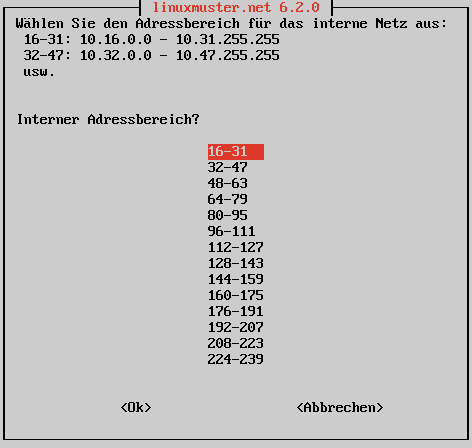 linuxmuster.net 6.2.0
Wählen Sie den Adressbereich für das interne Netz aus:
16-31: 10.16.0.0 - 10.31.255.255
32-47: 10.32.0.0 - 10.47.255.255
usw.
Interner Adressbereich?
16-31
32-47
48-63
64-79
80-95
96-111
112-127
128-143
144-159
160-175
176-191
192-207
208-223
224-239
<Ok> <Abbrechen>